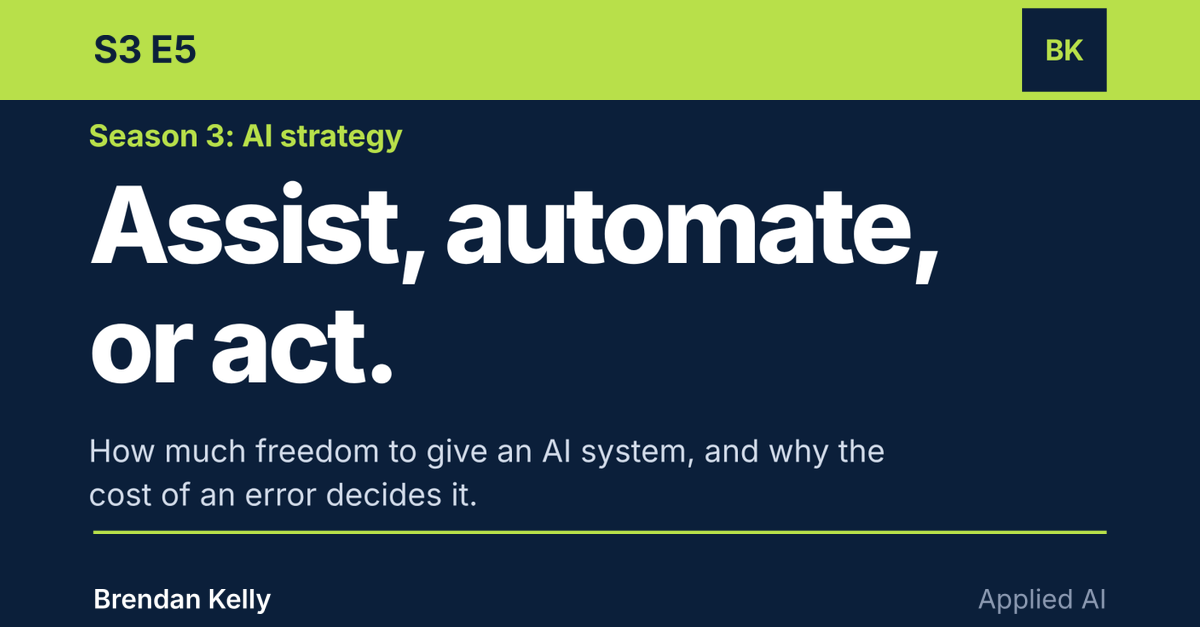 S3 E5
BK
Season 3: AI strategy
Assist, automate,
or act.
How much freedom to give an AI system, and why the
cost of an error decides it.
Brendan Kelly
Applied AI